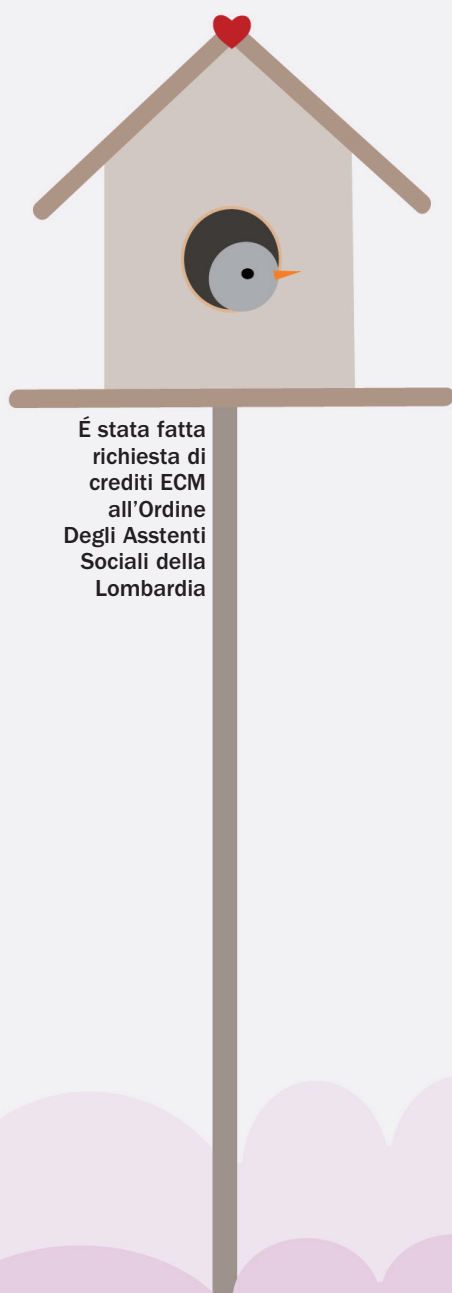 É stata fatta
richiesta di
crediti ECM
all’Ordine
Degli Asstenti
Sociali della
Lombardia